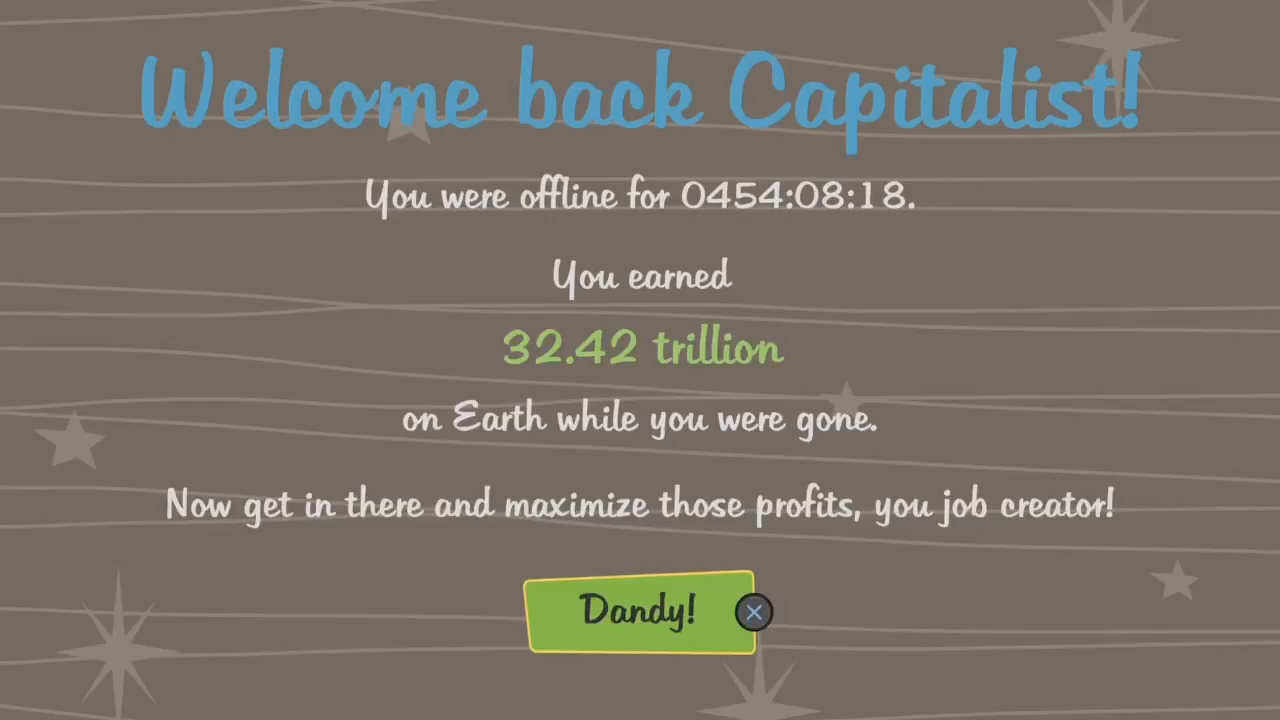 Welcome back Capitalist!
You were offline for 0454:08:18.
You earned
32.42 trillion
on Earth while you were gone.
Now get in there and maximize those profits, you job creator!
Dandy!